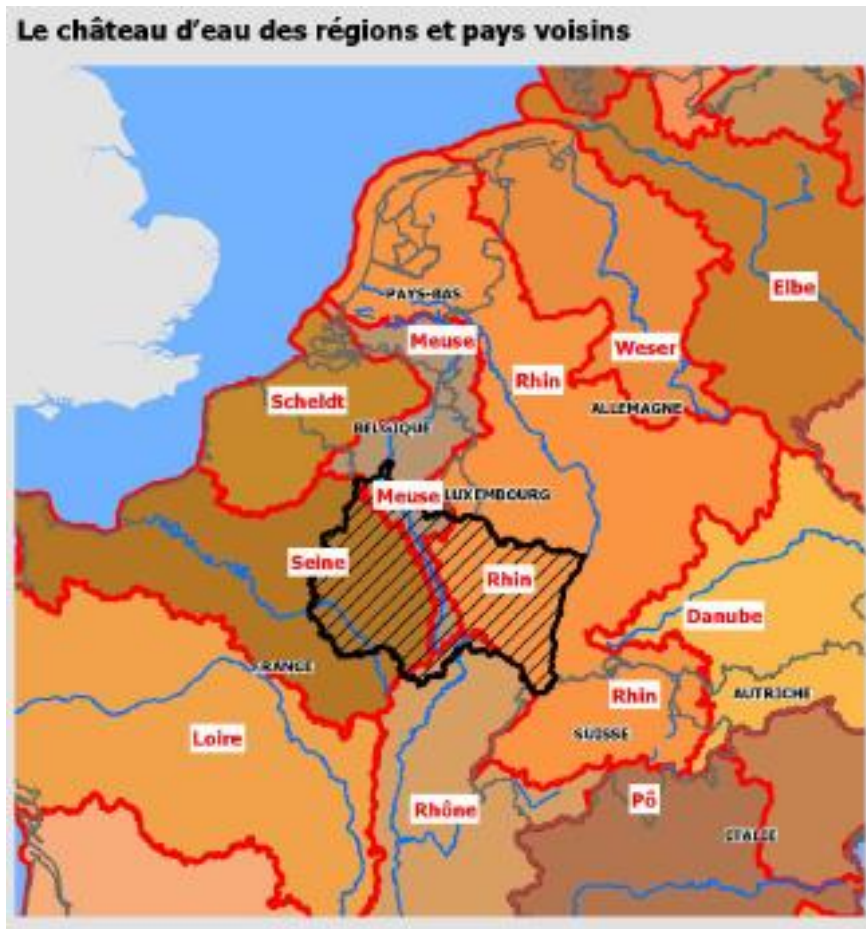 Le château d'eau des régions et pays voisins
Elbe
PAYS-BAS
Meuse
Weser
Rhin
Scheldt
ALLEMAGNE
BELGIQUE
Meuse
LUXEMBOURG
Seine
Rhin
Danube
FRANCE
Rhin
AUTRICHE
Loire
SUISSE
Rhône
Pô
ITALIE